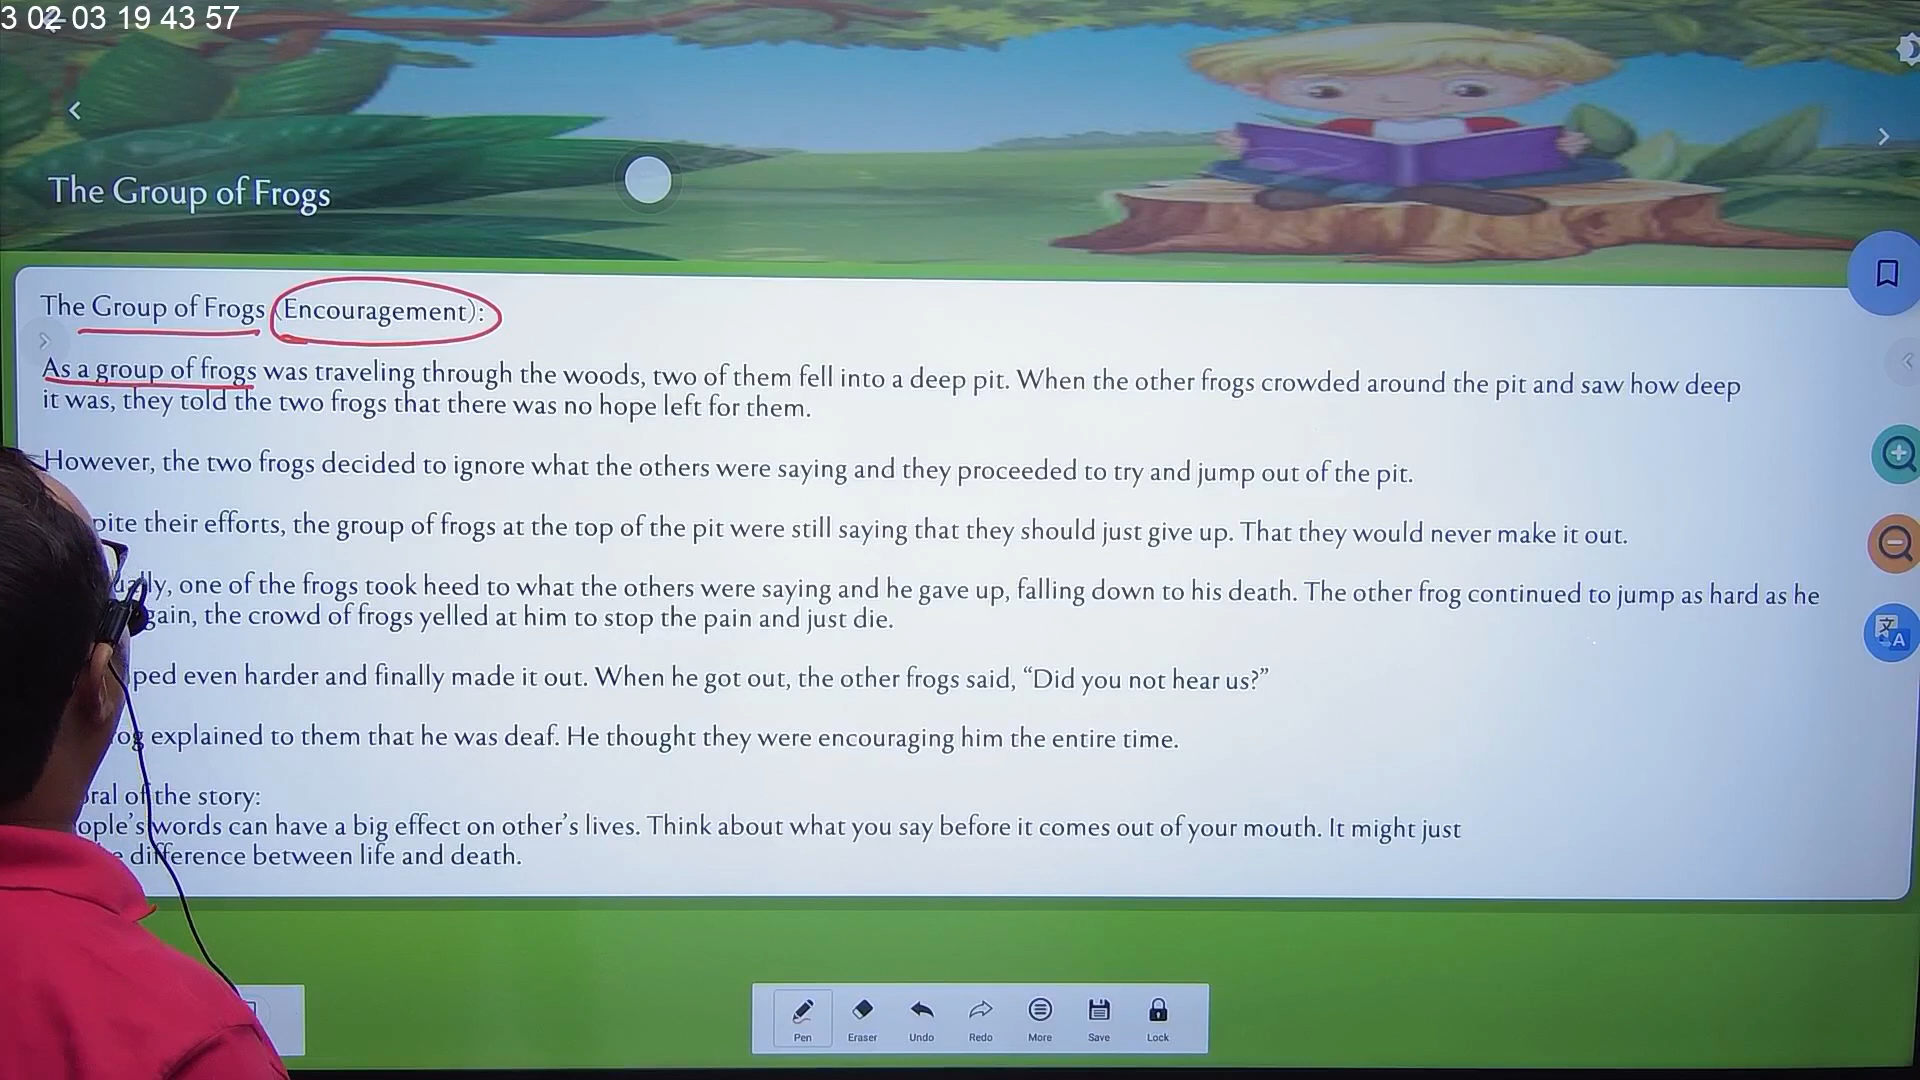 3 02 03 19 43 57
The Group of Frogs
The Group of Frogs (Encouragement):
As a group of frogs was traveling through the woods, two of them fell into a deep pit. When the other frogs crowded around the pit and saw how deep
it was, they told the two frogs that there was no hope left for them.
However, the two frogs decided to ignore what the others were saying and they proceeded to try and jump out of the pit.
pite their efforts, the group of frogs at the top of the pit were still saying that they should just give up. That they would never make it out.
ually, one of the frogs took heed to what the others were saying and he gave up, falling down to his death. The other frog continued to jump as hard as he
gain, the crowd of frogs yelled at him to stop the pain and just die.
ped even harder and finally made it out. When he got out, the other frogs said, “Did you not hear us?”
og explained to them that he was deaf. He thought they were encouraging him the entire time.
ral of the story:
ople’s words can have a big effect on other’s lives. Think about what you say before it comes out of your mouth. It might just
difference between life and death.
Pen Eraser Undo Redo More Save Lock